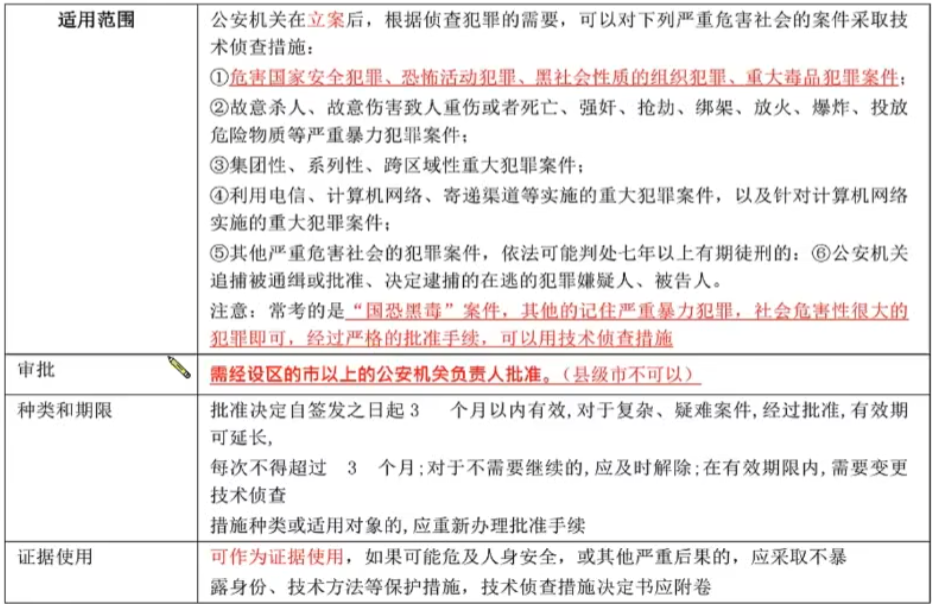 适用范围
公安机关在立案后，根据侦查犯罪的需要，可以对下列严重危害社会的案件采取技
术侦查措施：
①危害国家安全犯罪、恐怖活动犯罪、黑社会性质的组织犯罪、重大毒品犯罪案件；
②故意杀人、故意伤害致人重伤或者死亡、强奸、抢劫、绑架、放火、爆炸、投放
危险物质等严重暴力犯罪案件；
③集团性、系列性、跨区域性重大犯罪案件；
④利用电信、计算机网络、寄递渠道等实施的重大犯罪案件，以及针对计算机网络
实施的重大犯罪案件；
⑤其他严重危害社会的犯罪案件，依法可能判处七年以上有期徒刑的：⑥公安机关
追捕被通缉或批准、决定逮捕的在逃的犯罪嫌疑人、被告人。
注意：常考的是“国恐黑毒”案件，其他的记住严重暴力犯罪，社会危害性很大的
犯罪即可，经过严格的批准手续，可以用技术侦查措施
审批
需经设区的市以上的公安机关负责人批准。（县级市不可以）
种类和期限
批准决定自签发之日起 3 个月以内有效,对于复杂、疑难案件,经过批准,有效期
可延长,
每次不得超过 3 个月;对于不需要继续的,应及时解除;在有效期限内,需要变更
技术侦查
措施种类或适用对象的,应重新办理批准手续
证据使用
可作为证据使用，如果可能危及人身安全，或其他严重后果的，应采取不暴
露身份、技术方法等保护措施，技术侦查措施决定书应附卷